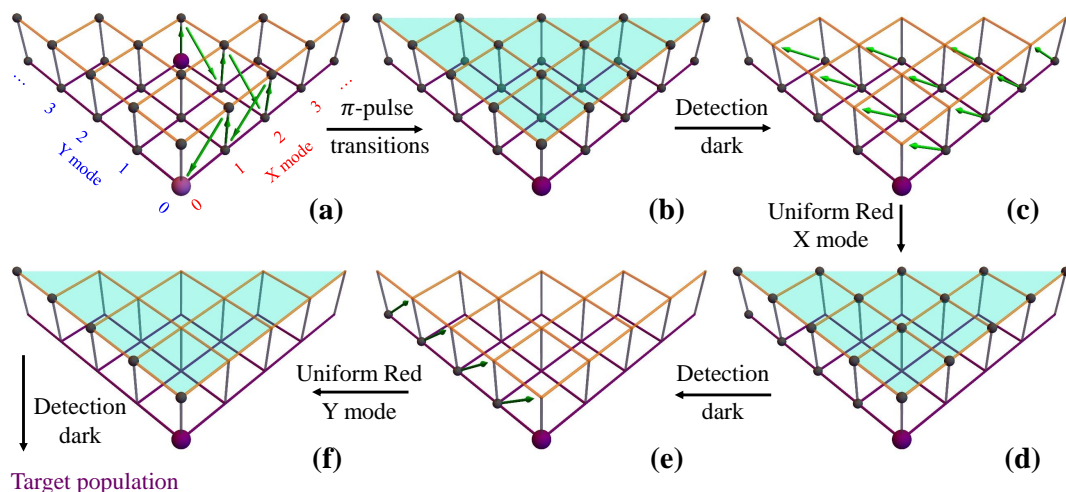 ... 3 2 1 0
Y mode
0 1 2 3 ...
X mode
(a)
π-pulse
transitions
(b)
Detection
dark
(c)
Uniform Red
X mode
(d)
Detection
dark
(e)
Uniform Red
Y mode
(f)
Detection
dark
Target population